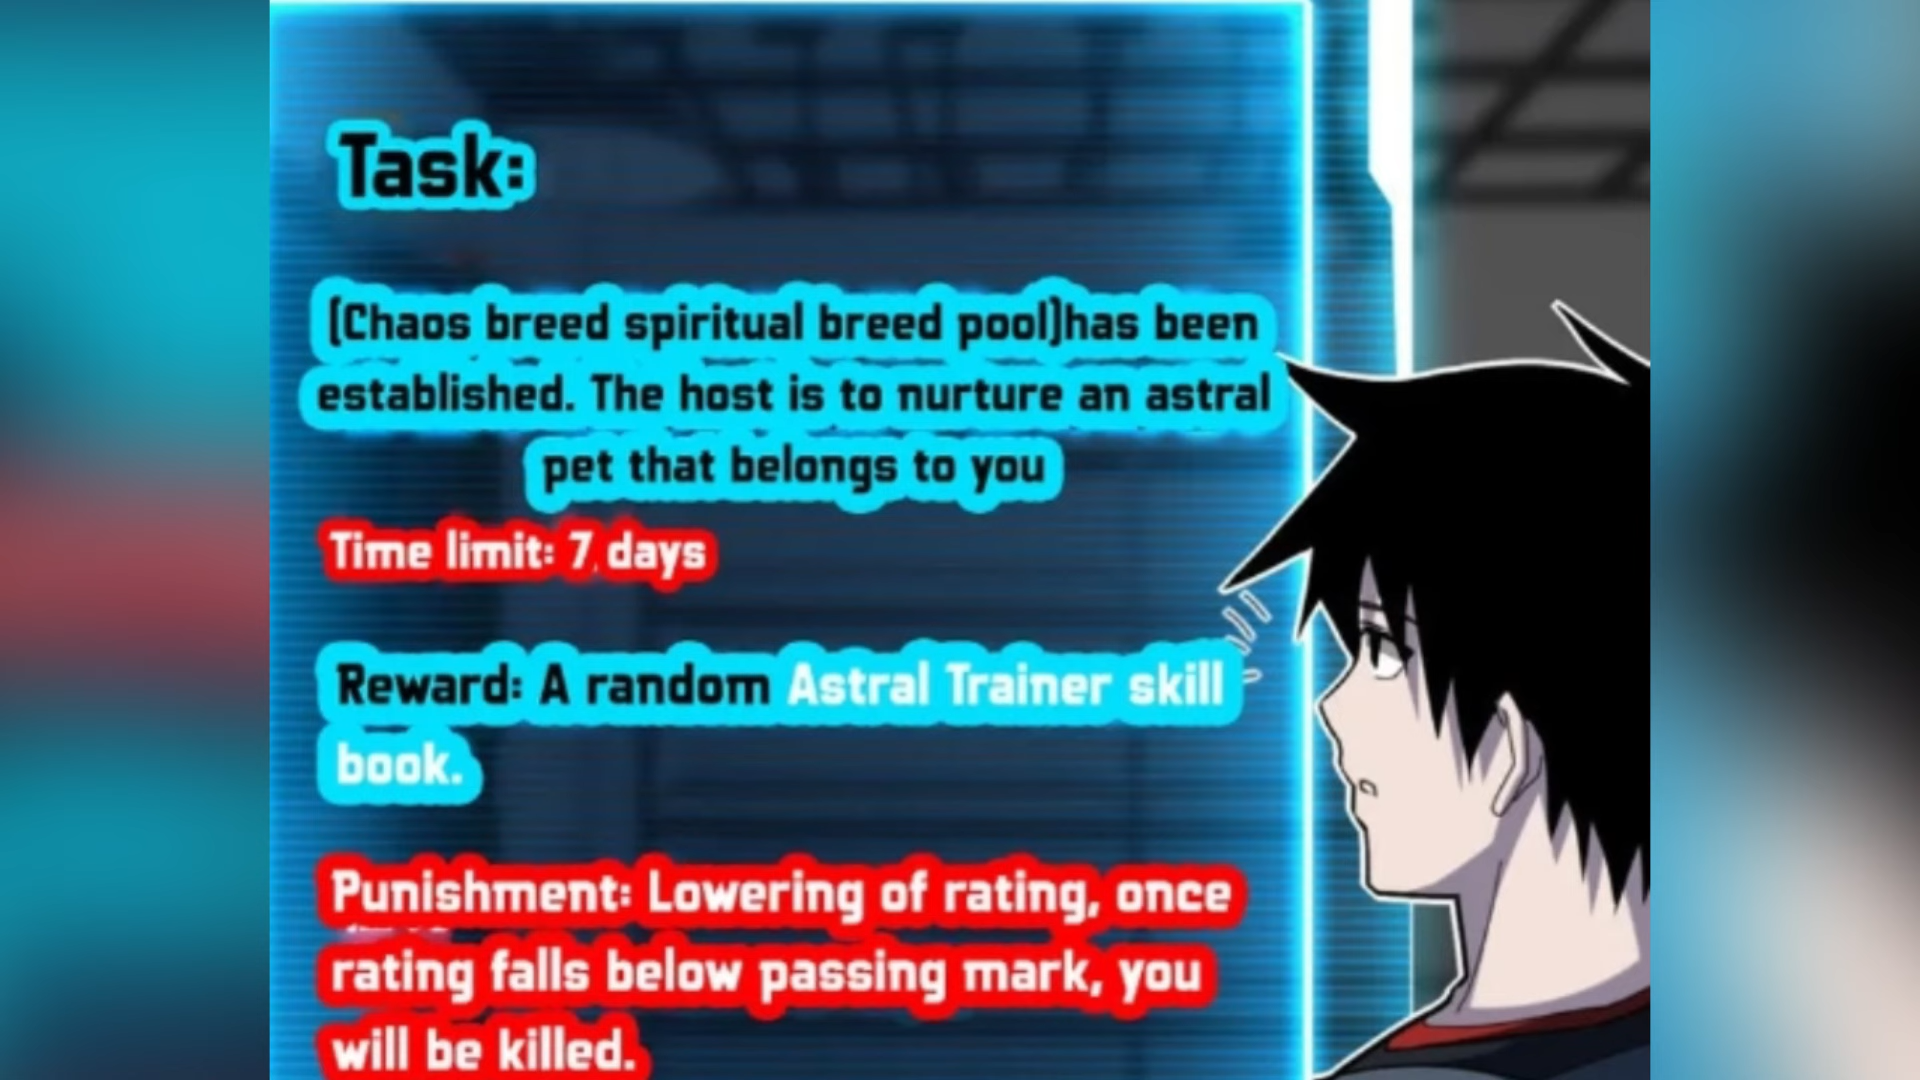 Task:
(Chaos breed spiritual breed pool)has been
established. The host is to nurture an astral
pet that belongs to you
Time limit: 7 days
Reward: A random Astral Trainer skill
book.
Punishment: Lowering of rating, once
rating falls below passing mark, you
will be killed.